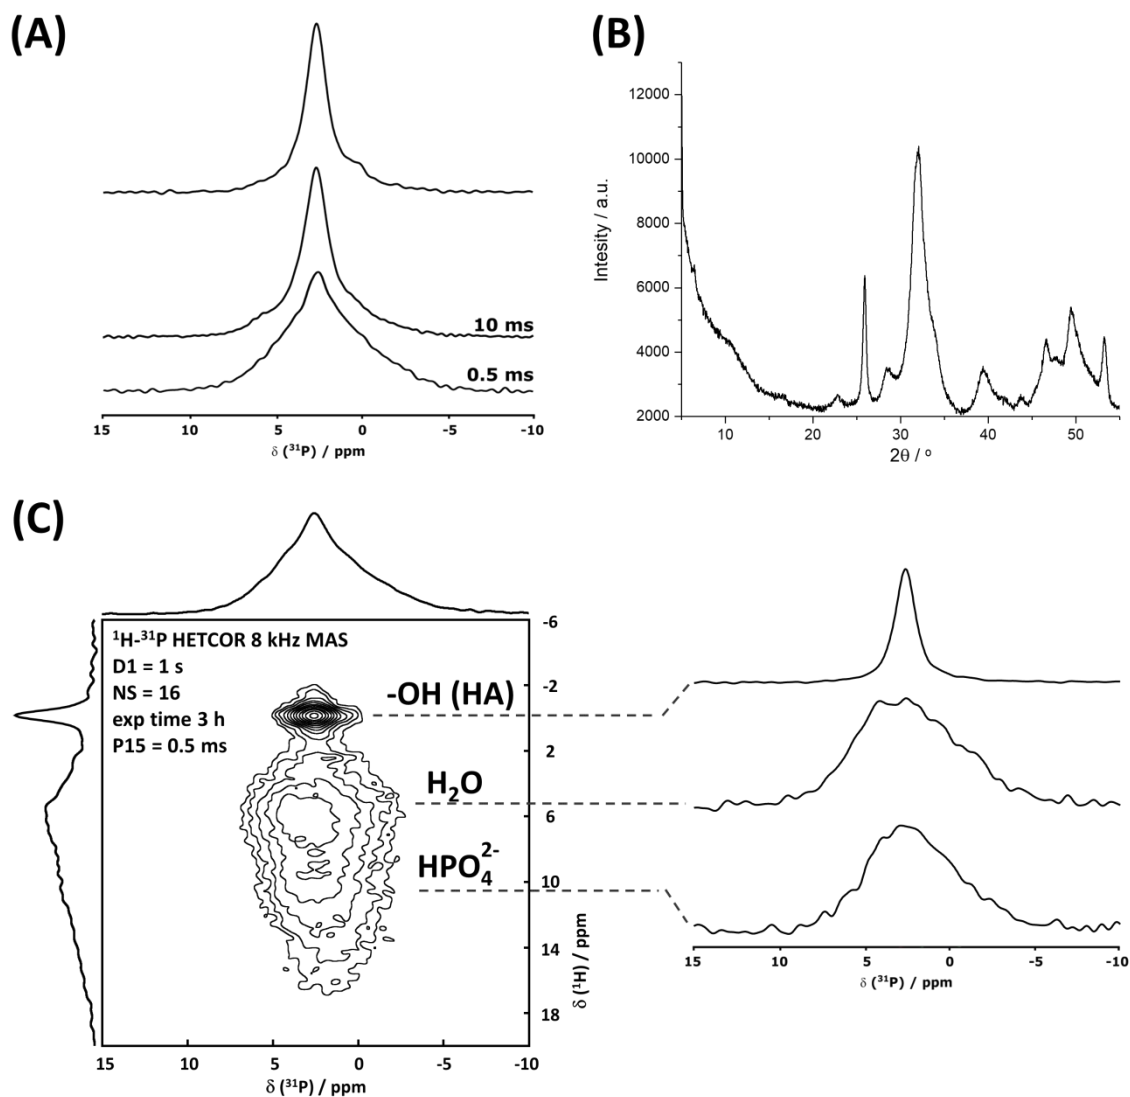 (A)
10 ms
0.5 ms
15 10 5 0 -5 -10
δ (³¹P) / ppm
(B)
12000
10000
8000
6000
4000
2000
Intesity / a.u.
10 20 30 40 50
2θ / °
(C)
¹H-³¹P HETCOR 8 kHz MAS
D1 = 1 s
NS = 16
exp time 3 h
P15 = 0.5 ms
-OH (HA)
H₂O
HPO₄²⁻
-6
-2
2
6
10
14
18
δ (¹H) / ppm
15 10 5 0 -5 -10
δ (³¹P) / ppm
15 10 5 0 -5 -10
δ (³¹P) / ppm